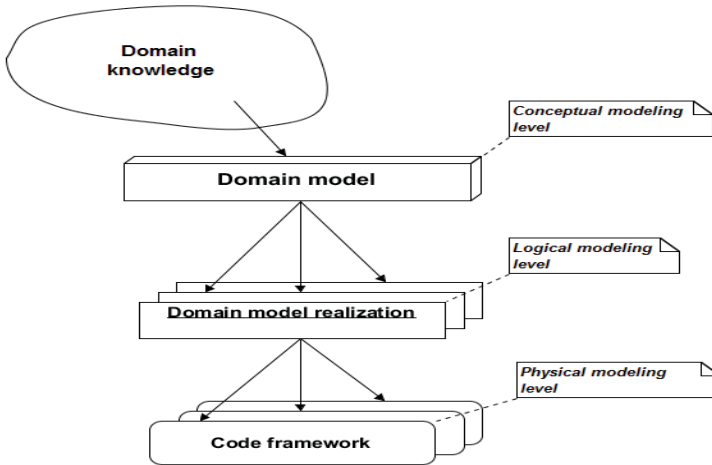 Domain
knowledge
Conceptual modeling
level
Domain model
Logical modeling
level
Domain model realization
Physical modeling
level
Code framework